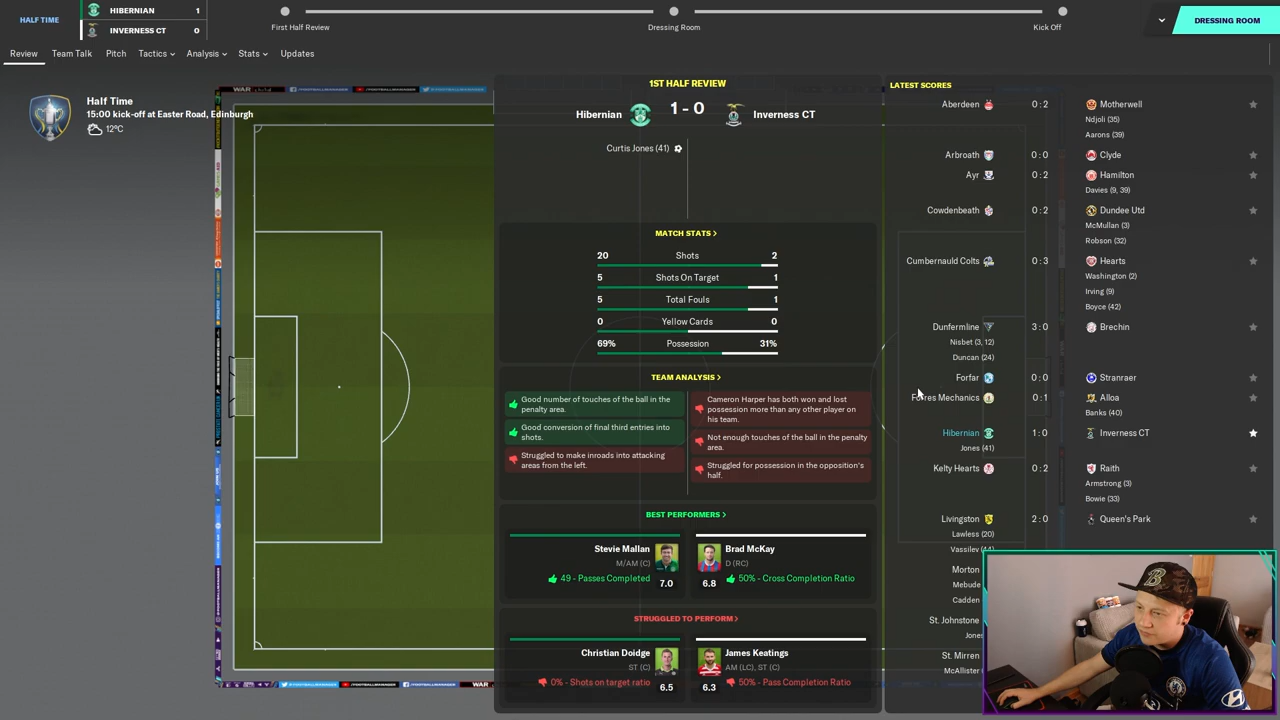 HALF TIME
HIBERNIAN 1
INVERNESS CT 0
First Half Review
Dressing Room
Kick Off
DRESSING ROOM
Review
Team Talk
Pitch
Tactics
Analysis
Stats
Updates
Half Time
15:00 kick-off at Easter Road, Edinburgh
12°C
1ST HALF REVIEW
Hibernian 1 - 0 Inverness CT
Curtis Jones (41)
MATCH STATS
20 Shots 2
5 Shots On Target 1
5 Total Fouls 1
0 Yellow Cards 0
69% Possession 31%
TEAM ANALYSIS
Good number of touches of the ball in the
penalty area.
Good conversion of final third entries into
shots.
Struggled to make inroads into attacking
areas from the left.
Cameron Harper has both won and lost
possession more than any other player on
his team.
Not enough touches of the ball in the penalty
area.
Struggled for possession in the opposition's
half.
BEST PERFORMERS
Stevie Mallan
M/AM (C)
49 - Passes Completed 7.0
Brad McKay
D (RC)
6.8 50% - Cross Completion Ratio
STRUGGLED TO PERFORM
Christian Doidge
ST (C)
0% - Shots on target ratio 6.5
James Keatings
AM (LC), ST (C)
6.3 50% - Pass Completion Ratio
LATEST SCORES
Aberdeen 0 : 2 Motherwell
Ndjoli (35)
Aarons (39)
Arbroath 0 : 0 Clyde
Ayr 0 : 2 Hamilton
Davies (9, 39)
Cowdenbeath 0 : 2 Dundee Utd
McMullan (3)
Robson (32)
Cumbernauld Colts 0 : 3 Hearts
Washington (2)
Irving (9)
Boyce (42)
Dunfermline 3 : 0 Brechin
Nisbet (3, 12)
Duncan (24)
Forfar 0 : 0 Stranraer
Forres Mechanics 0 : 1 Alloa
Banks (40)
Hibernian 1 : 0 Inverness CT
Jones (41)
Kelty Hearts 0 : 2 Raith
Armstrong (3)
Bowie (33)
Livingston 2 : 0 Queen's Park
Lawless (20)
Vassilev (44)
Morton
Mebude
Cadden
St. Johnstone
Jones
St. Mirren
McAllister